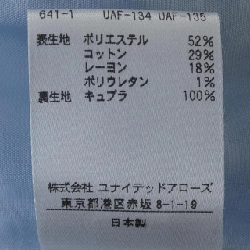 641-1 UAF-134 UAF-135
表生地 ポリエステル 52%
コットン 29%
レーヨン 18%
ポリウレタン 1%
裏生地 キュプラ 100%
株式会社 ユナイテッドアローズ
東京都港区赤坂 8-1-19
日本製